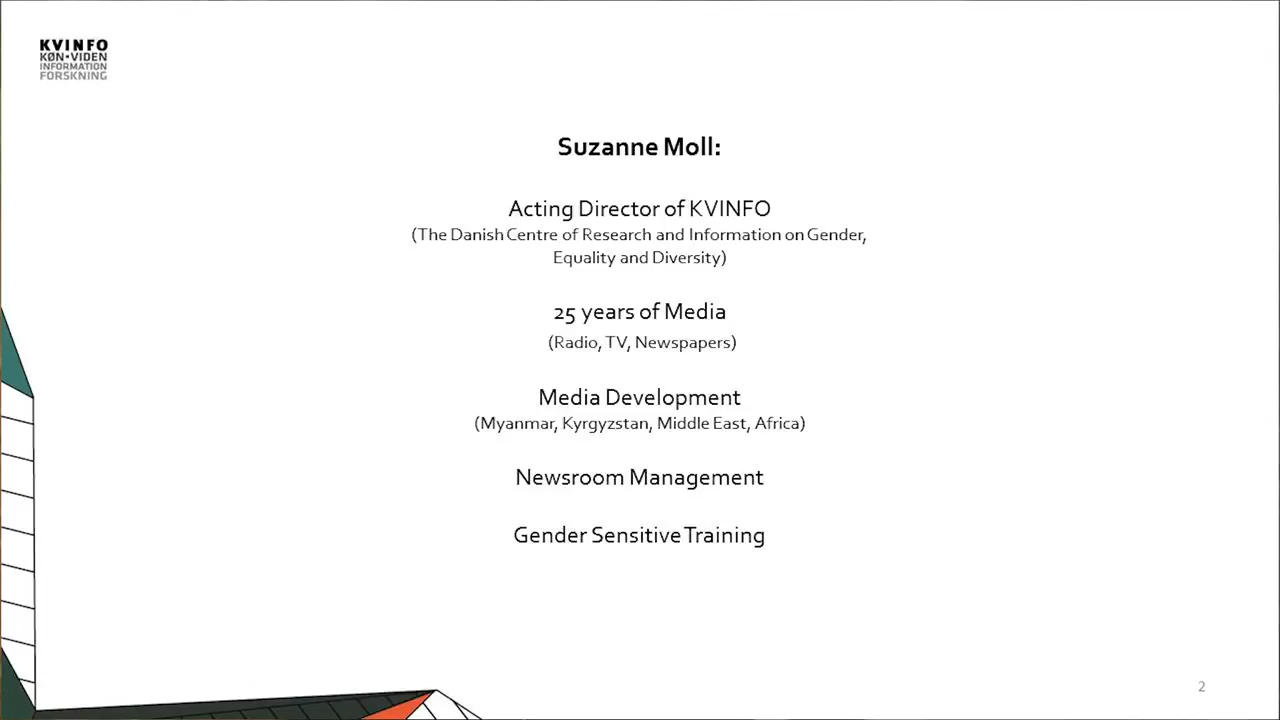 KVINFO
KØN•VIDEN
INFORMATION
FORSKNING
Suzanne Moll:
Acting Director of KVINFO
(The Danish Centre of Research and Information on Gender,
Equality and Diversity)
25 years of Media
(Radio, TV, Newspapers)
Media Development
(Myanmar, Kyrgyzstan, Middle East, Africa)
Newsroom Management
Gender Sensitive Training
2